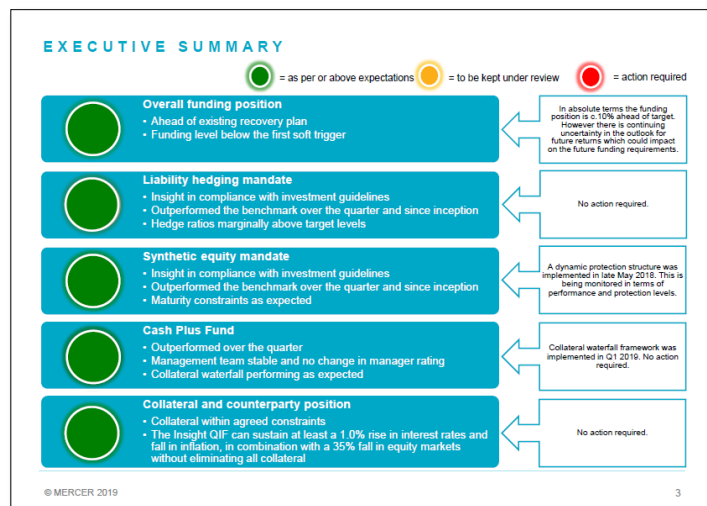 EXECUTIVE SUMMARY
= as per or above expectations
= to be kept under review
= action required
Overall funding position
• Ahead of existing recovery plan
• Funding level below the first soft trigger
In absolute terms the funding
position is c.10% ahead of target.
However there is continuing
uncertainty in the outlook for
future returns which could impact
on the future funding requirements.
Liability hedging mandate
• Insight in compliance with investment guidelines
• Outperformed the benchmark over the quarter and since inception
• Hedge ratios marginally above target levels
No action required.
Synthetic equity mandate
• Insight in compliance with investment guidelines
• Outperformed the benchmark over the quarter and since inception
• Maturity constraints as expected
A dynamic protection structure was
implemented in late May 2018. This is
being monitored in terms of
performance and protection levels.
Cash Plus Fund
• Outperformed over the quarter
• Management team stable and no change in manager rating
• Collateral waterfall performing as expected
Collateral waterfall framework was
implemented in Q1 2019. No action
required.
Collateral and counterparty position
• Collateral within agreed constraints
• The Insight QIF can sustain at least a 1.0% rise in interest rates and
fall in inflation, in combination with a 35% fall in equity markets
without eliminating all collateral
No action required.
© MERCER 2019
3